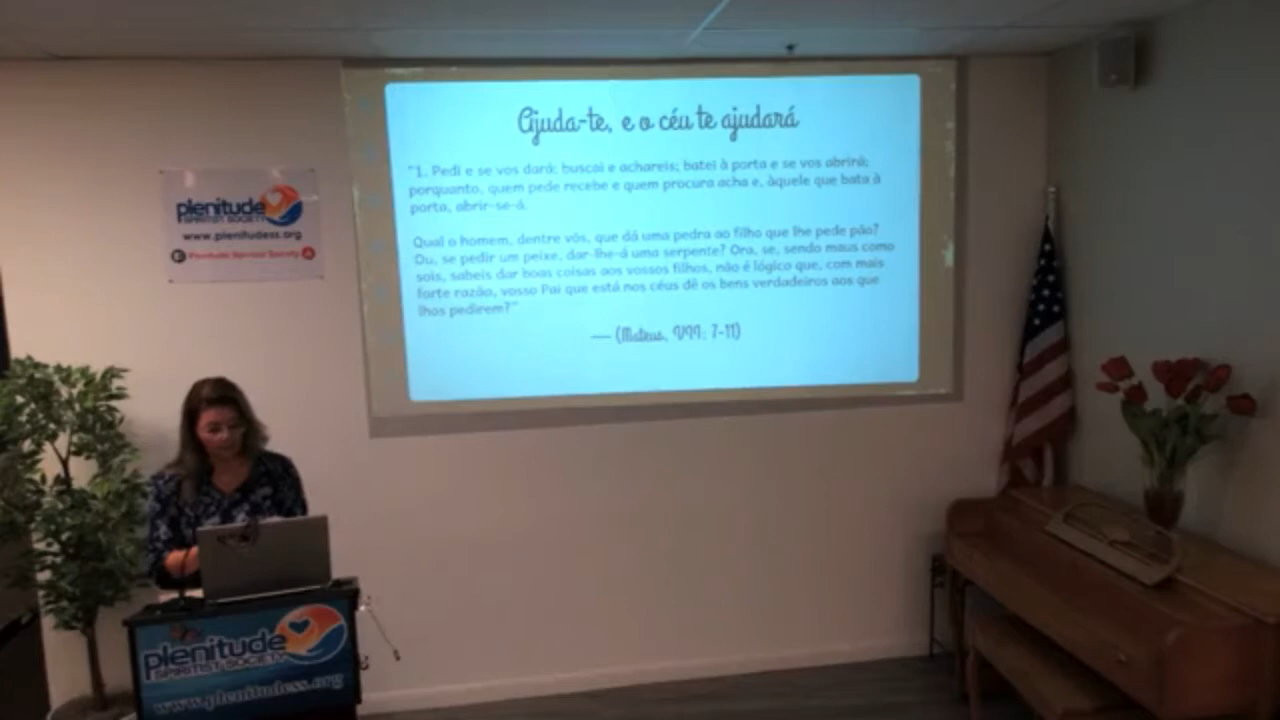 Ajuda-te, e o céu te ajudará
"1. Pedi e se vos dará; buscai e achareis; batei à porta e se vos abrirá;
porquanto, quem pede recebe e quem procura acha e, àquele que bata à
porta, abrir-se-á.
Qual o homem, dentre vós, que dá uma pedra ao filho que lhe pede pão?
Ou, se pedir um peixe, dar-lhe-á uma serpente? Ora, se, sendo maus como
sois, sabeis dar boas coisas aos vossos filhos, não é lógico que, com mais
forte razão, vosso Pai que está nos céus dê os bens verdadeiros aos que
lhos pedirem?"
— (Mateus, VII: 7-11)
plenitude
SPIRITIST SOCIETY
www.plenitudess.org
Plenitude Spiritist Society
plenitude
SPIRITIST SOCIETY
www.plenitudess.org